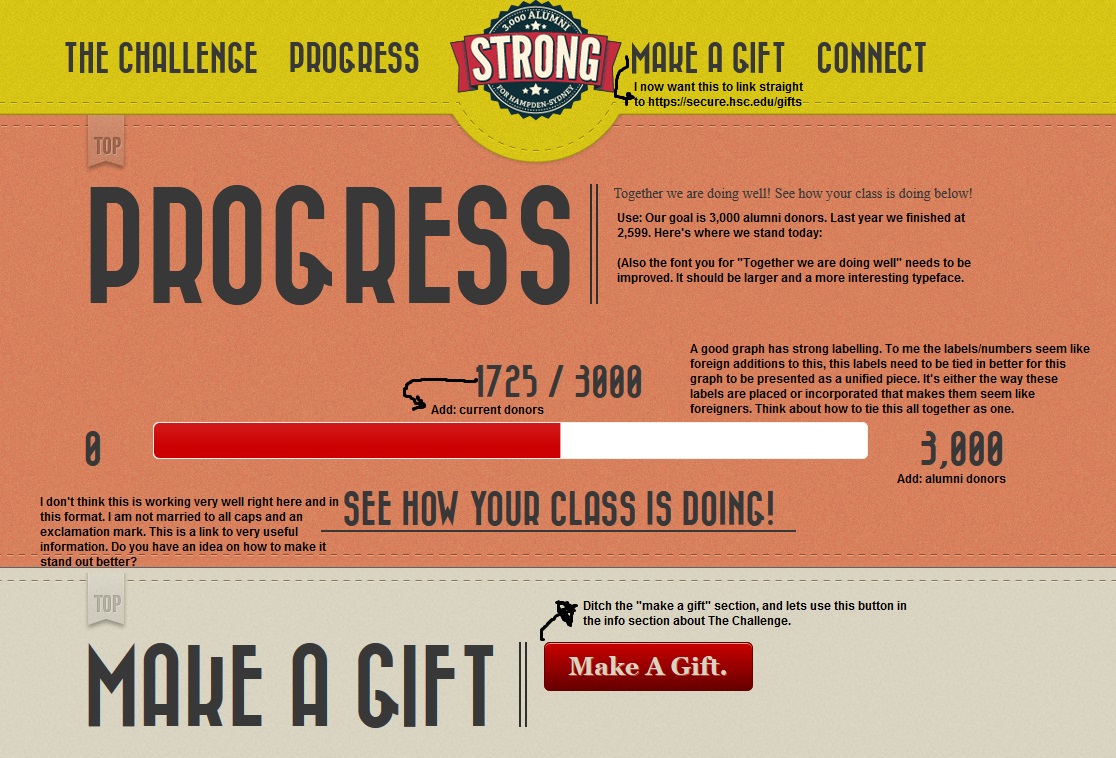 THE CHALLENGE PROGRESS
3,000 ALUMNI
STRONG
FOR HAMPDEN-SYDNEY
MAKE A GIFT CONNECT
I now want this to link straight
to https://secure.hsc.edu/gifts
TOP
PROGRESS
Together we are doing well! See how your class is doing below!
Use: Our goal is 3,000 alumni donors. Last year we finished at
2,599. Here's where we stand today:
(Also the font you for "Together we are doing well" needs to be
improved. It should be larger and a more interesting typeface.
A good graph has strong labelling. To me the labels/numbers seem like
foreign additions to this, this labels need to be tied in better for this
graph to be presented as a unified piece. It's either the way these
labels are placed or incorporated that makes them seem like
foreigners. Think about how to tie this all together as one.
1725 / 3000
Add: current donors
0
3,000
Add: alumni donors
I don't think this is working very well right here and in
this format. I am not married to all caps and an
exclamation mark. This is a link to very useful
information. Do you have an idea on how to make it
stand out better?
SEE HOW YOUR CLASS IS DOING!
TOP
Ditch the "make a gift" section, and lets use this button in
the info section about The Challenge.
MAKE A GIFT
Make A Gift.